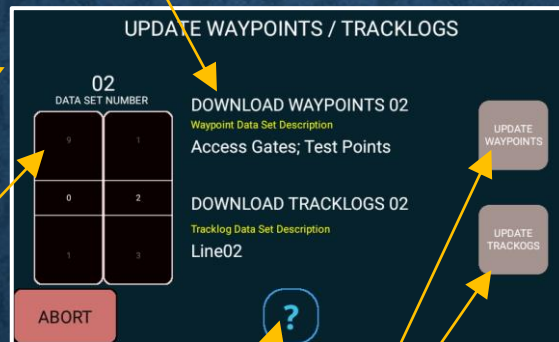 UPDATE WAYPOINTS / TRACKLOGS
02
DATA SET NUMBER
9 1
0 2
1 3
DOWNLOAD WAYPOINTS 02
Waypoint Data Set Description
Access Gates; Test Points
UPDATE
WAYPOINTS
DOWNLOAD TRACKLOGS 02
Tracklog Data Set Description
Line02
UPDATE
TRACKOGS
ABORT
?